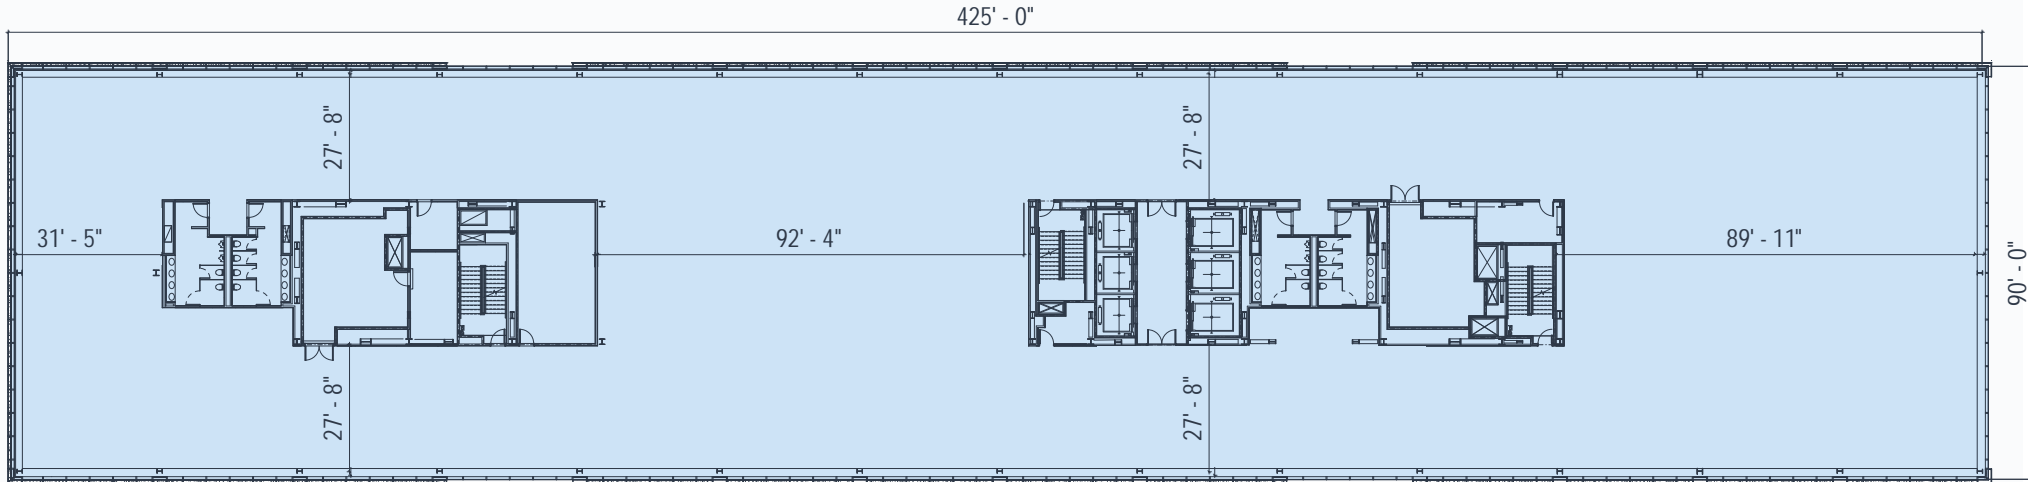 425' - 0"
27' - 8"
27' - 8"
31' - 5"
92' - 4"
89' - 11"
90' - 0"
27' - 8"
27' - 8"